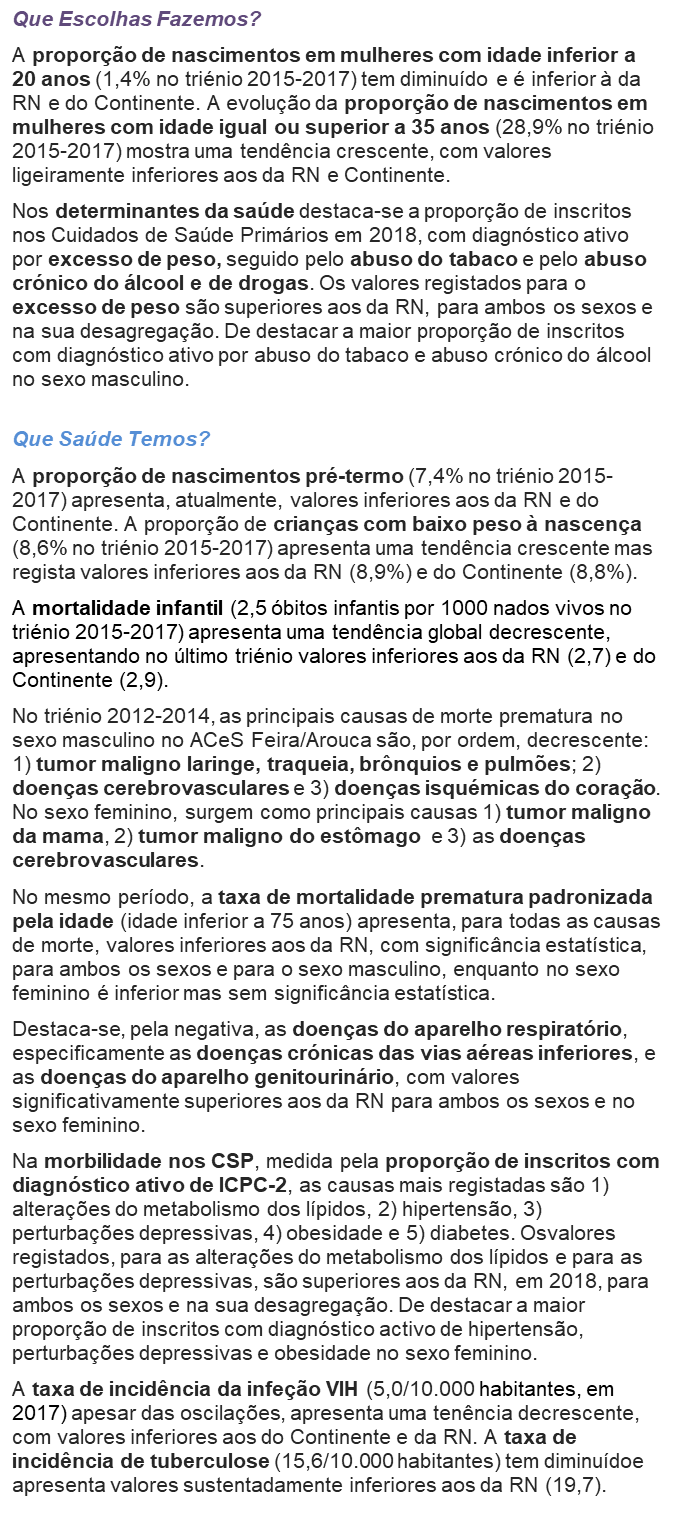 Que Escolhas Fazemos?
A proporção de nascimentos em mulheres com idade inferior a
20 anos (1,4% no triénio 2015-2017) tem diminuído e é inferior à da
RN e do Continente. A evolução da proporção de nascimentos em
mulheres com idade igual ou superior a 35 anos (28,9% no triénio
2015-2017) mostra uma tendência crescente, com valores
ligeiramente inferiores aos da RN e Continente.
Nos determinantes da saúde destaca-se a proporção de inscritos
nos Cuidados de Saúde Primários em 2018, com diagnóstico ativo
por excesso de peso, seguido pelo abuso do tabaco e pelo abuso
crónico do álcool e de drogas. Os valores registados para o
excesso de peso são superiores aos da RN, para ambos os sexos e
na sua desagregação. De destacar a maior proporção de inscritos
com diagnóstico ativo por abuso do tabaco e abuso crónico do álcool
no sexo masculino.
Que Saúde Temos?
A proporção de nascimentos pré-termo (7,4% no triénio 2015-
2017) apresenta, atualmente, valores inferiores aos da RN e do
Continente. A proporção de crianças com baixo peso à nascença
(8,6% no triénio 2015-2017) apresenta uma tendência crescente mas
regista valores inferiores aos da RN (8,9%) e do Continente (8,8%).
A mortalidade infantil (2,5 óbitos infantis por 1000 nados vivos no
triénio 2015-2017) apresenta uma tendência global decrescente,
apresentando no último triénio valores inferiores aos da RN (2,7) e do
Continente (2,9).
No triénio 2012-2014, as principais causas de morte prematura no
sexo masculino no ACeS Feira/Arouca são, por ordem, decrescente:
1) tumor maligno laringe, traqueia, brônquios e pulmões; 2)
doenças cerebrovasculares e 3) doenças isquémicas do coração.
No sexo feminino, surgem como principais causas 1) tumor maligno
da mama, 2) tumor maligno do estômago e 3) as doenças
cerebrovasculares.
No mesmo período, a taxa de mortalidade prematura padronizada
pela idade (idade inferior a 75 anos) apresenta, para todas as causas
de morte, valores inferiores aos da RN, com significância estatística,
para ambos os sexos e para o sexo masculino, enquanto no sexo
feminino é inferior mas sem significância estatística.
Destaca-se, pela negativa, as doenças do aparelho respiratório,
especificamente as doenças crónicas das vias aéreas inferiores, e
as doenças do aparelho genitourinário, com valores
significativamente superiores aos da RN para ambos os sexos e no
sexo feminino.
Na morbilidade nos CSP, medida pela proporção de inscritos com
diagnóstico ativo de ICPC-2, as causas mais registadas são 1)
alterações do metabolismo dos lípidos, 2) hipertensão, 3)
perturbações depressivas, 4) obesidade e 5) diabetes. Osvalores
registados, para as alterações do metabolismo dos lípidos e para as
perturbações depressivas, são superiores aos da RN, em 2018, para
ambos os sexos e na sua desagregação. De destacar a maior
proporção de inscritos com diagnóstico activo de hipertensão,
perturbações depressivas e obesidade no sexo feminino.
A taxa de incidência da infeção VIH (5,0/10.000 habitantes, em
2017) apesar das oscilações, apresenta uma tenência decrescente,
com valores inferiores aos do Continente e da RN. A taxa de
incidência de tuberculose (15,6/10.000 habitantes) tem diminuídoe
apresenta valores sustentadamente inferiores aos da RN (19,7).